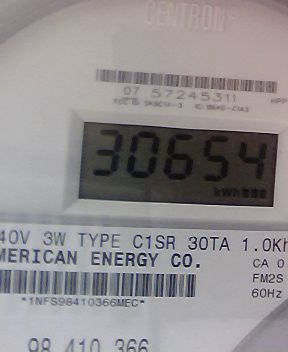 CENTRON®
07 57245311
30654
kWh
40V 3W TYPE C1SR 30TA 1.0Kh
MERICAN ENERGY CO.
CA 0
FM2S
60Hz
*1NFS98410366MEC*
98 410 366